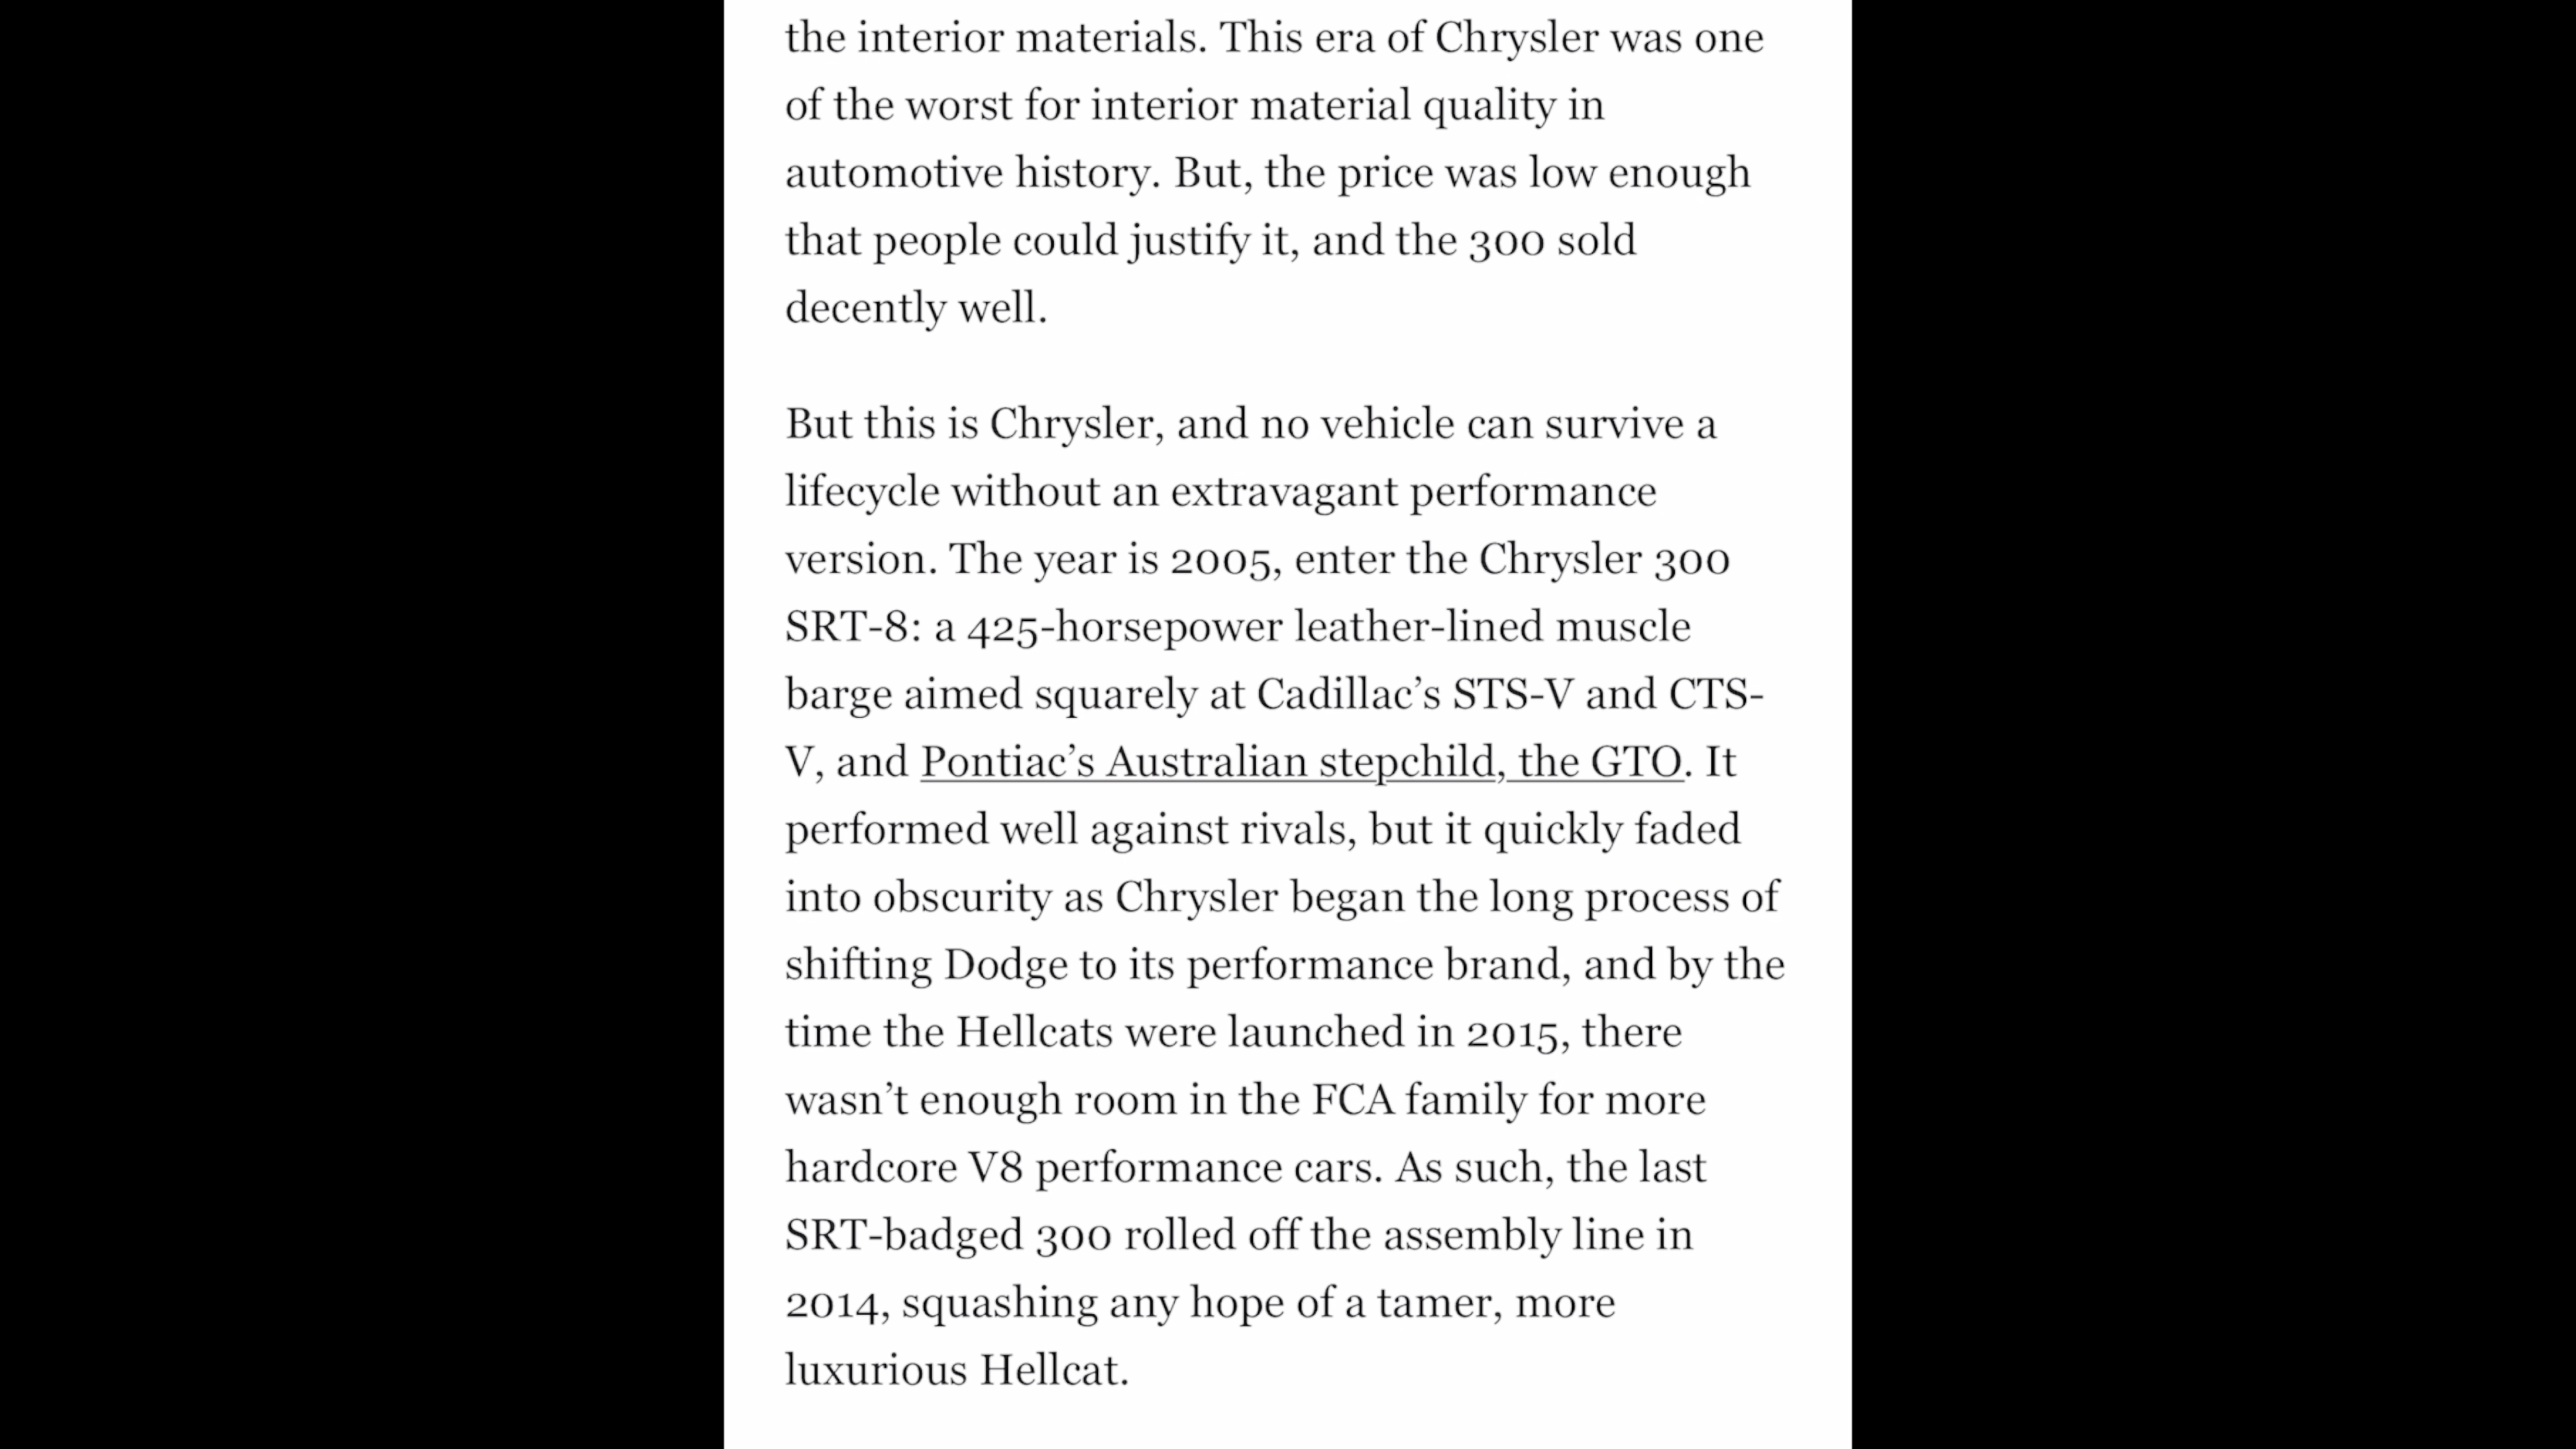 the interior materials. This era of Chrysler was one
of the worst for interior material quality in
automotive history. But, the price was low enough
that people could justify it, and the 300 sold
decently well.
But this is Chrysler, and no vehicle can survive a
lifecycle without an extravagant performance
version. The year is 2005, enter the Chrysler 300
SRT-8: a 425-horsepower leather-lined muscle
barge aimed squarely at Cadillac’s STS-V and CTS-
V, and Pontiac’s Australian stepchild, the GTO. It
performed well against rivals, but it quickly faded
into obscurity as Chrysler began the long process of
shifting Dodge to its performance brand, and by the
time the Hellcats were launched in 2015, there
wasn’t enough room in the FCA family for more
hardcore V8 performance cars. As such, the last
SRT-badged 300 rolled off the assembly line in
2014, squashing any hope of a tamer, more
luxurious Hellcat.